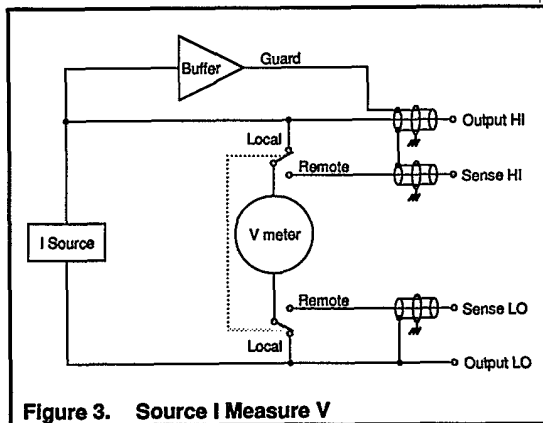 Buffer
Guard
Output HI
Local
Remote
Sense HI
I Source
V meter
Remote
Sense LO
Local
Output LO
Figure 3. Source I Measure V